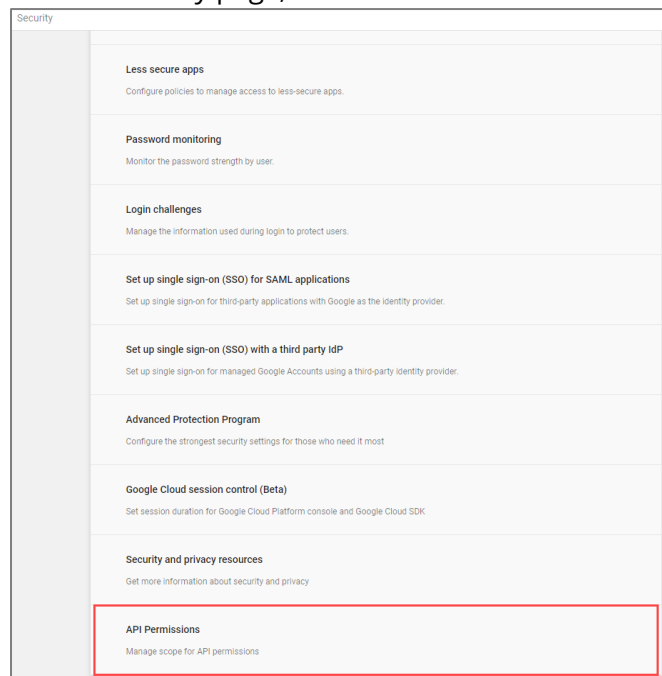 Security
Less secure apps
Configure policies to manage access to less-secure apps.
Password monitoring
Monitor the password strength by user.
Login challenges
Manage the information used during login to protect users.
Set up single sign-on (SSO) for SAML applications
Set up single sign-on for third-party applications with Google as the identity provider.
Set up single sign-on (SSO) with a third party IdP
Set up single sign-on for managed Google Accounts using a third-party identity provider.
Advanced Protection Program
Configure the strongest security settings for those who need it most
Google Cloud session control (Beta)
Set session duration for Google Cloud Platform console and Google Cloud SDK
Security and privacy resources
Get more information about security and privacy
API Permissions
Manage scope for API permissions